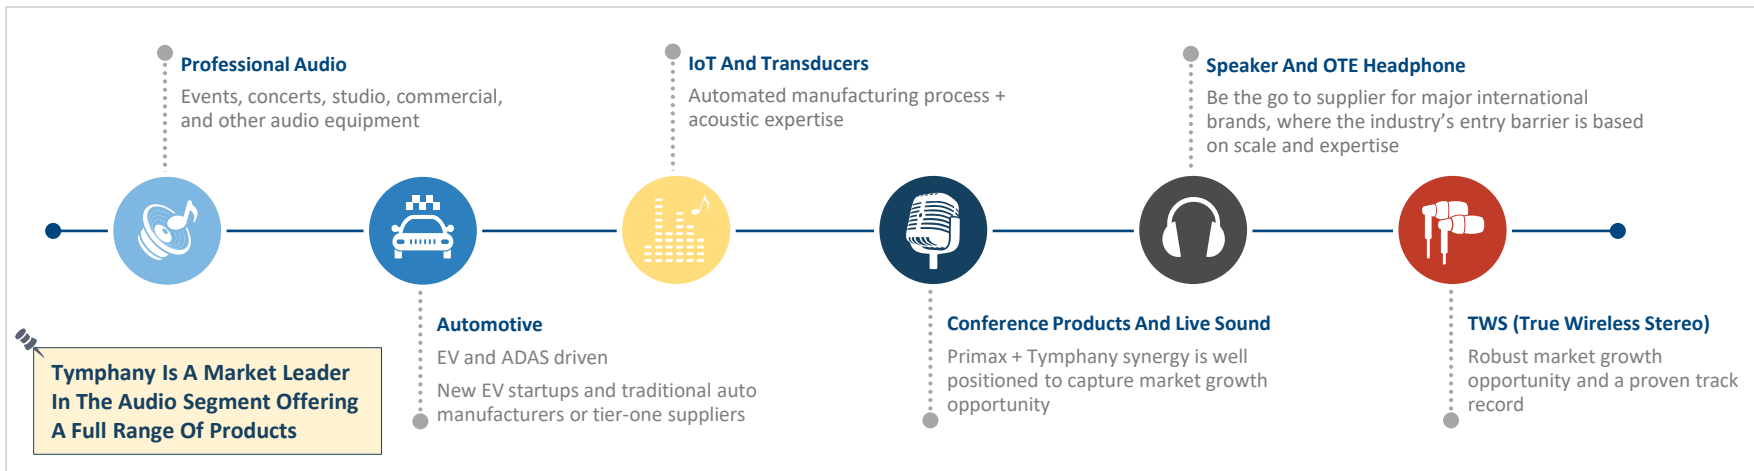 Professional Audio
Events, concerts, studio, commercial,
and other audio equipment
IoT And Transducers
Automated manufacturing process +
acoustic expertise
Speaker And OTE Headphone
Be the go to supplier for major international
brands, where the industry’s entry barrier is based
on scale and expertise
Automotive
EV and ADAS driven
New EV startups and traditional auto
manufacturers or tier-one suppliers
Conference Products And Live Sound
Primax + Tymphany synergy is well
positioned to capture market growth
opportunity
TWS (True Wireless Stereo)
Robust market growth
opportunity and a proven track
record
Tymphany Is A Market Leader
In The Audio Segment Offering
A Full Range Of Products